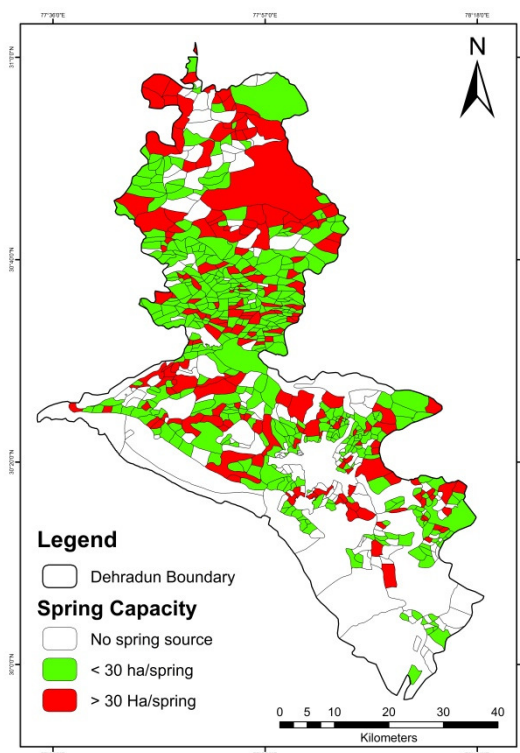 77°36'0"E 77°57'0"E 78°18'0"E
N
Legend
Dehradun Boundary
Spring Capacity
No spring source
< 30 ha/spring
> 30 Ha/spring
0 5 10 20 30 40
Kilometers